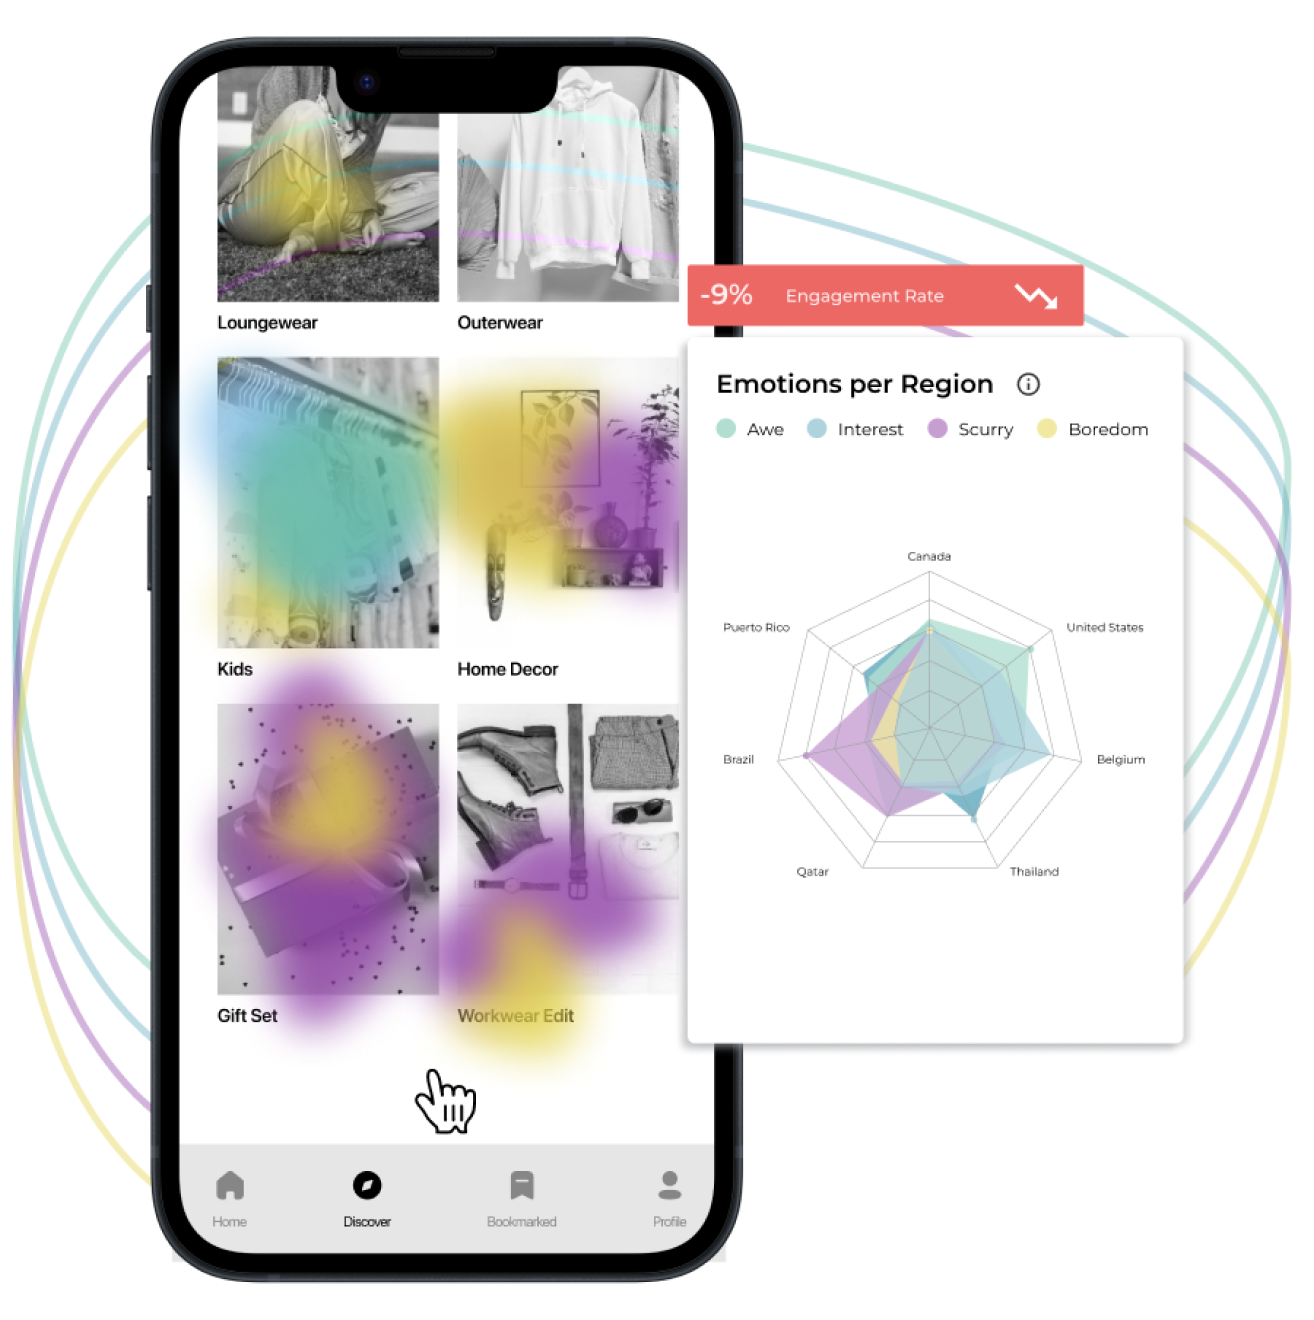 Loungewear
Outerwear
-9% Engagement Rate
Emotions per Region
Awe Interest Scurry Boredom
Canada
Puerto Rico
United States
Brazil
Belgium
Qatar
Thailand
Kids
Home Decor
Gift Set
Workwear Edit
Home
Discover
Bookmarked
Profile